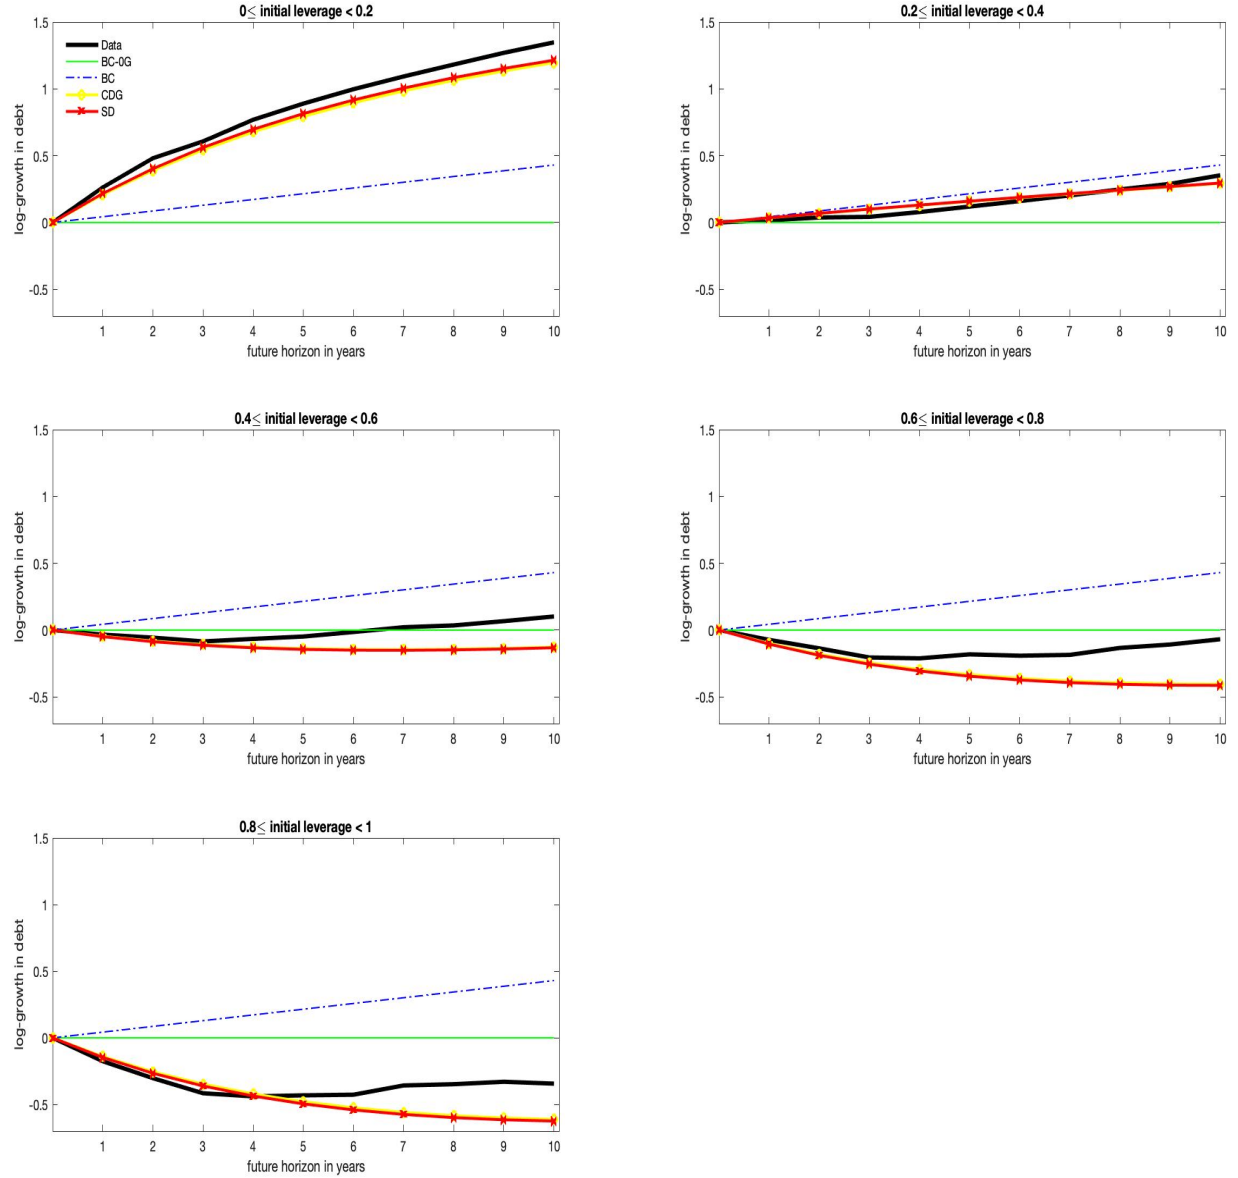 0≤ initial leverage < 0.2
1.5
1
0.5
0
-0.5
log-growth in debt
Data
BC-0G
BC
CDG
SD
1 2 3 4 5 6 7 8 9 10
future horizon in years
0.2≤ initial leverage < 0.4
1.5
1
0.5
0
-0.5
log-growth in debt
1 2 3 4 5 6 7 8 9 10
future horizon in years
0.4≤ initial leverage < 0.6
1.5
1
0.5
0
-0.5
log-growth in debt
1 2 3 4 5 6 7 8 9 10
future horizon in years
0.6≤ initial leverage < 0.8
1.5
1
0.5
0
-0.5
log-growth in debt
1 2 3 4 5 6 7 8 9 10
future horizon in years
0.8≤ initial leverage < 1
1.5
1
0.5
0
-0.5
log-growth in debt
1 2 3 4 5 6 7 8 9 10
future horizon in years